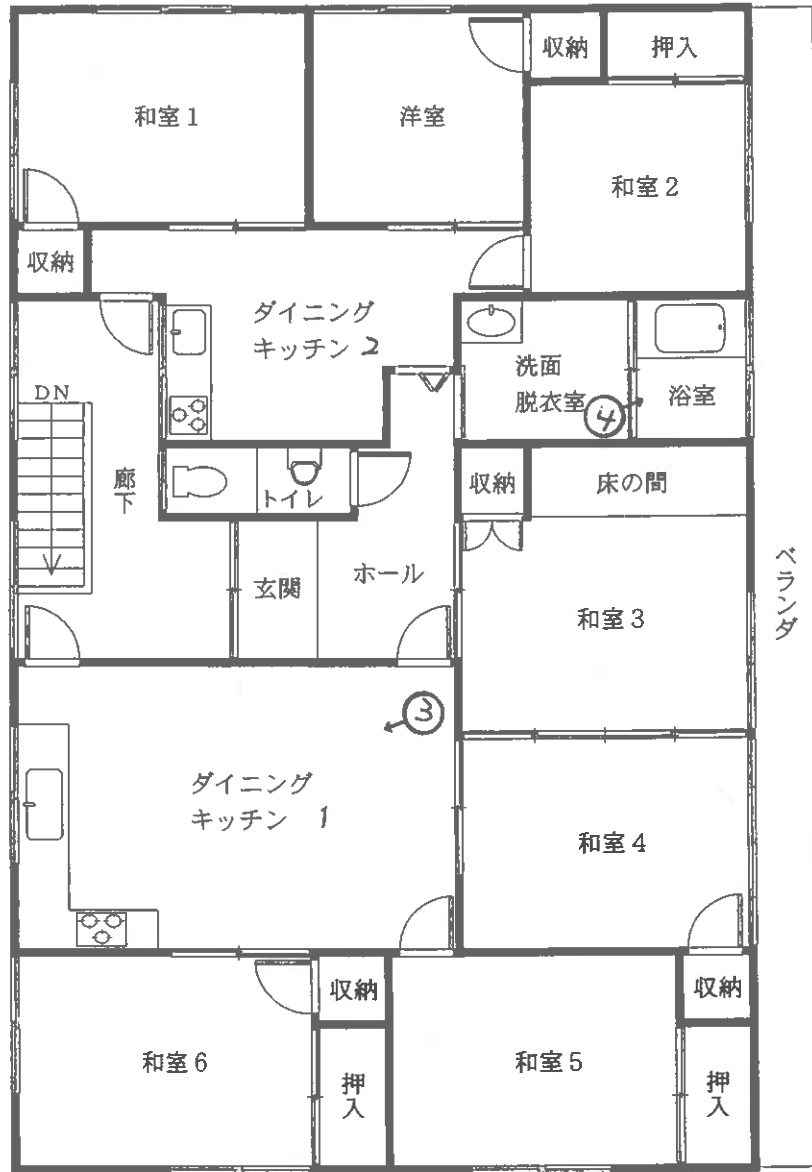 収納
押入
和室1
洋室
和室2
収納
ダイニング
キッチン 2
洗面
脱衣室
④
浴室
DN
廊下
トイレ
収納
床の間
玄関
ホール
和室3
ベランダ
③
ダイニング
キッチン 1
和室4
収納
収納
和室6
押入
和室5
押入